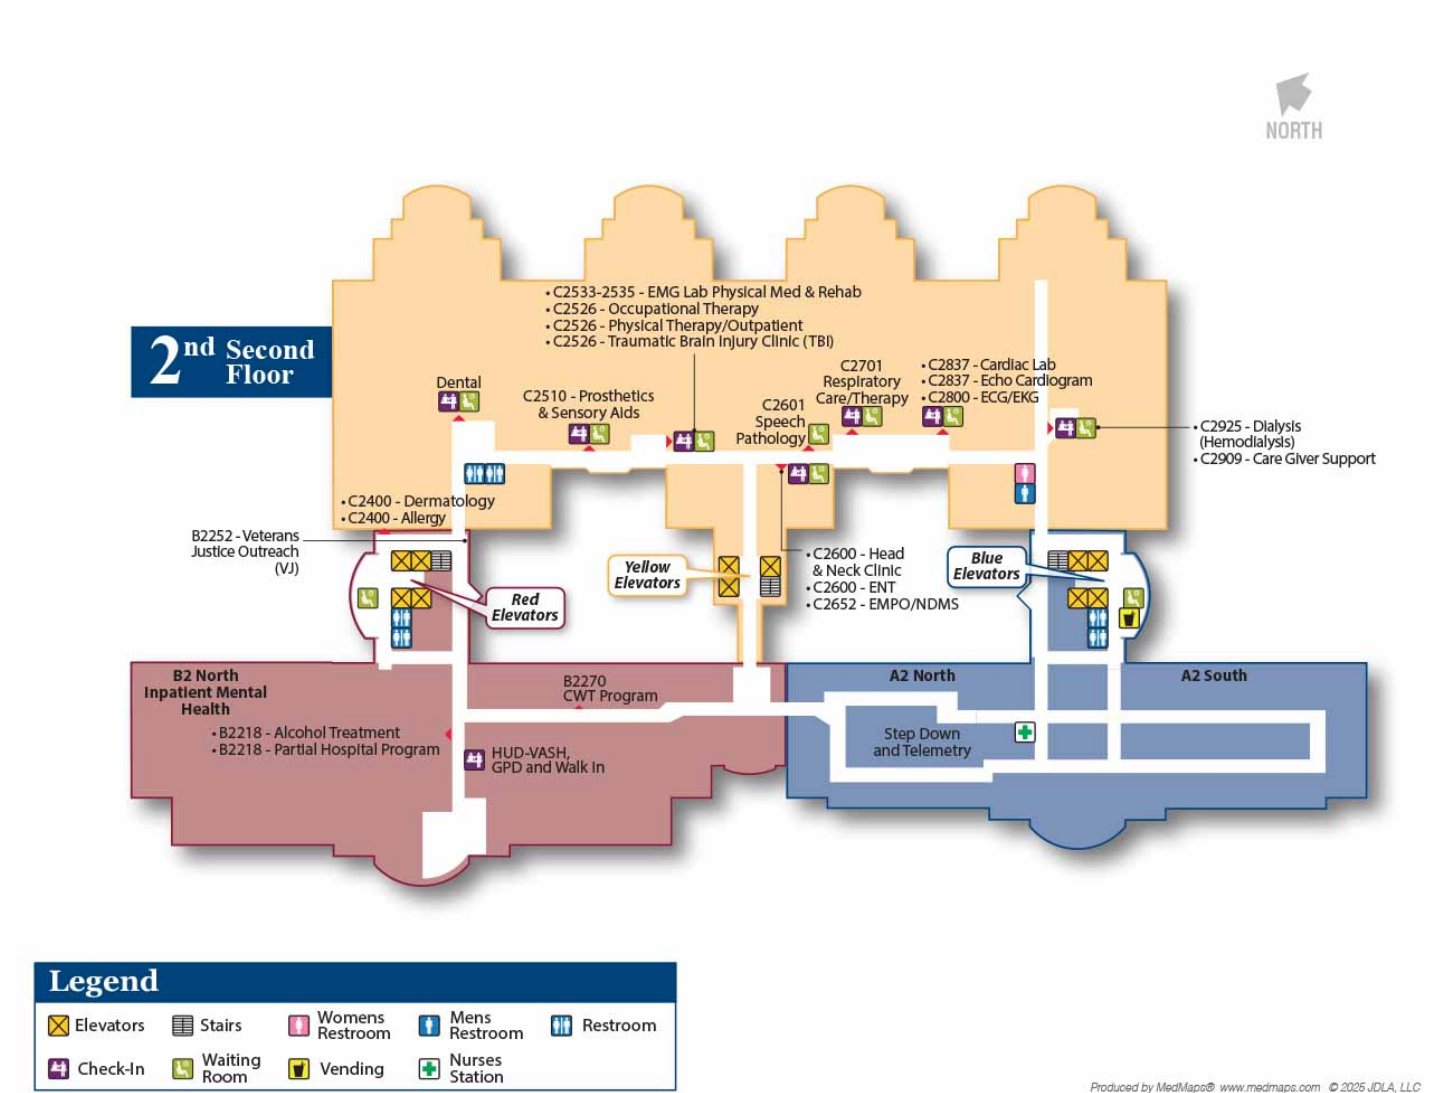 NORTH
2nd Second
Floor
• C2533-2535 - EMG Lab Physical Med & Rehab
• C2526 - Occupational Therapy
• C2526 - Physical Therapy/Outpatient
• C2526 - Traumatic Brain Injury Clinic (TBI)
Dental
C2510 - Prosthetics
& Sensory Aids
C2601
Speech
Pathology
C2701
Respiratory
Care/Therapy
• C2837 - Cardiac Lab
• C2837 - Echo Cardiogram
• C2800 - ECG/EKG
• C2925 - Dialysis
(Hemodialysis)
• C2909 - Care Giver Support
• C2400 - Dermatology
• C2400 - Allergy
B2252 - Veterans
Justice Outreach
(VJ)
Red
Elevators
Yellow
Elevators
• C2600 - Head
& Neck Clinic
• C2600 - ENT
• C2652 - EMPO/NDMS
Blue
Elevators
B2 North
Inpatient Mental
Health
• B2218 - Alcohol Treatment
• B2218 - Partial Hospital Program
B2270
CWT Program
HUD-VASH,
GPD and Walk In
A2 North
A2 South
Step Down
and Telemetry
Legend
Elevators
Stairs
Womens
Restroom
Mens
Restroom
Restroom
Check-In
Waiting
Room
Vending
Nurses
Station
Produced by MedMaps® www.medmaps.com © 2025 JDLA, LLC